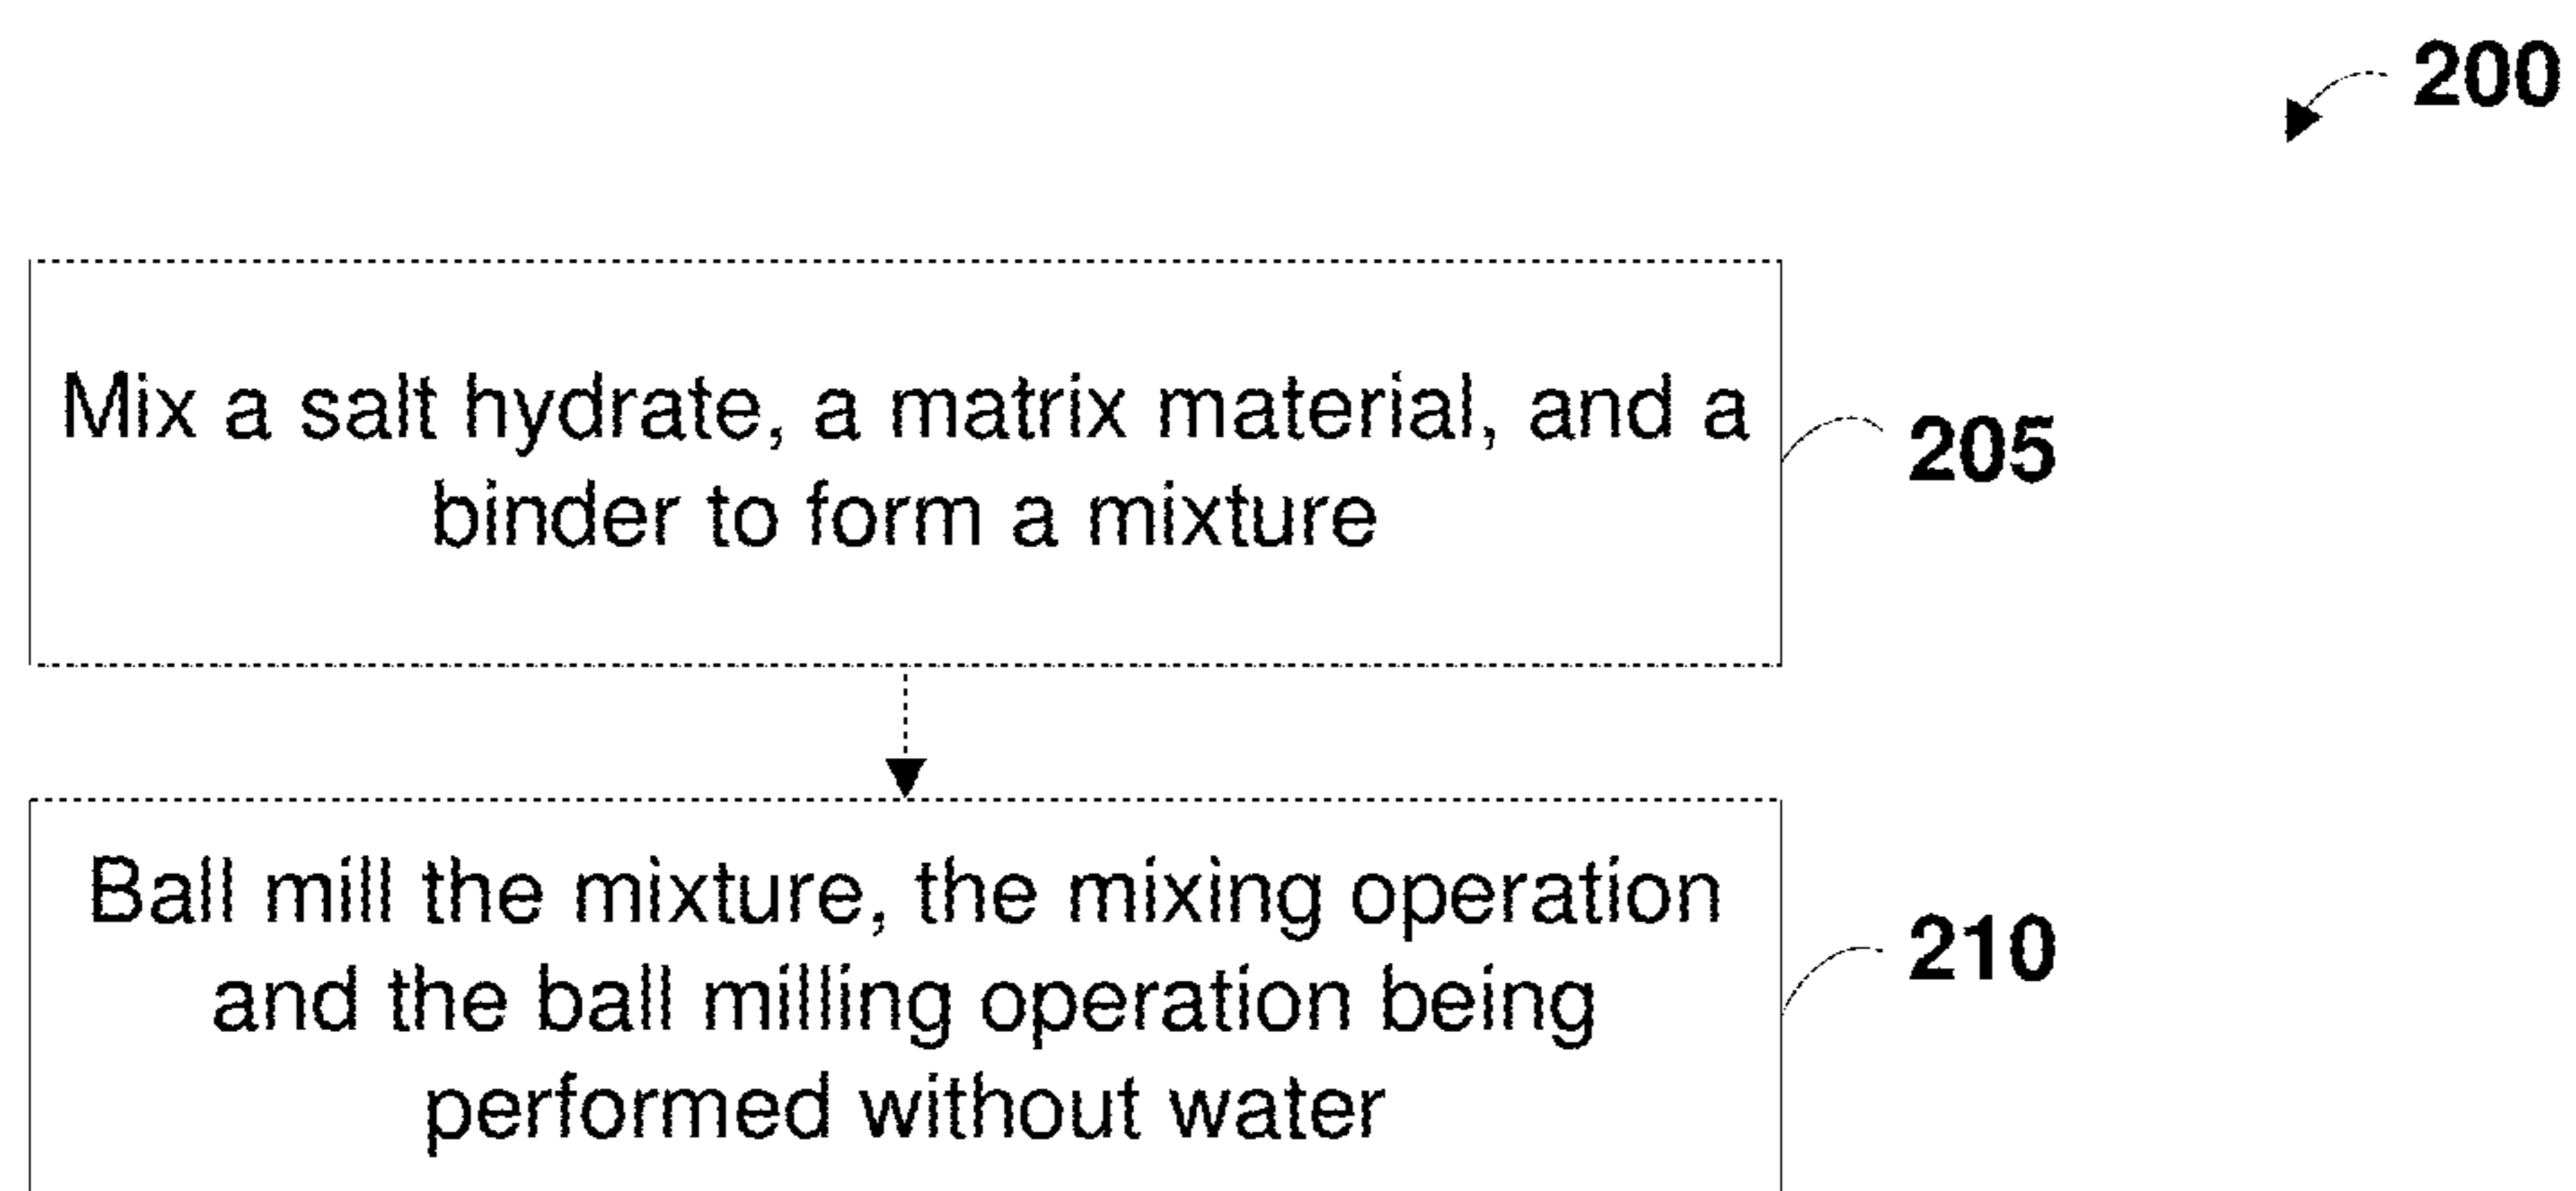 200
Mix a salt hydrate, a matrix material, and a
binder to form a mixture
205
Ball mill the mixture, the mixing operation
and the ball milling operation being
performed without water
210